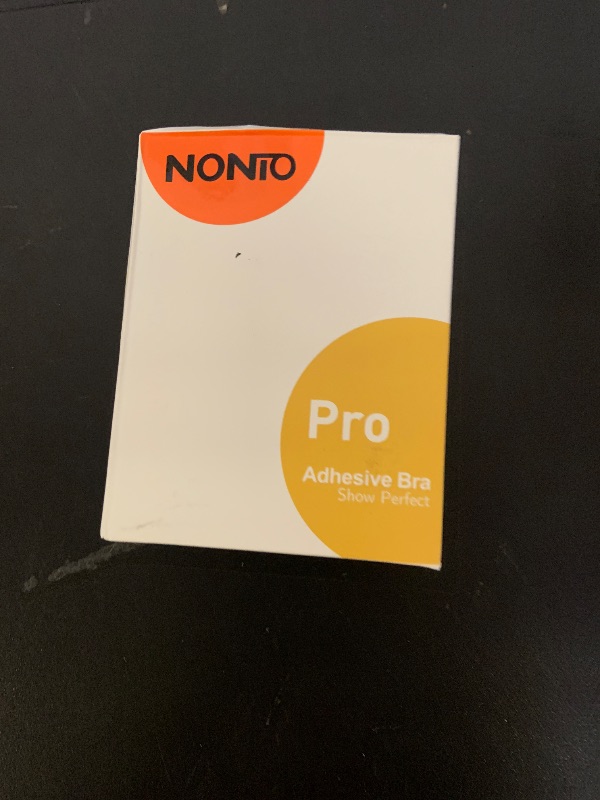 NONTO
Pro
Adhesive Bra
Show Perfect